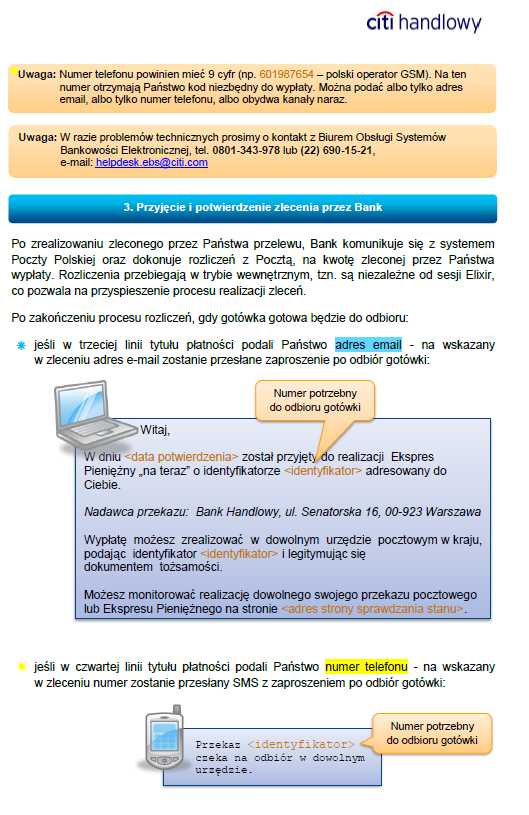 citi handlowy
Uwaga: Numer telefonu powinien mieć 9 cyfr (np. 601987654 – polski operator GSM). Na ten
numer otrzymają Państwo kod niezbędny do wypłaty. Można podać albo tylko adres
email, albo tylko numer telefonu, albo obydwa kanały naraz.
Uwaga: W razie problemów technicznych prosimy o kontakt z Biurem Obsługi Systemów
Bankowości Elektronicznej, tel. 0801-343-978 lub (22) 690-15-21,
e-mail: helpdesk.ebs@citi.com
3. Przyjęcie i potwierdzenie zlecenia przez Bank
Po zrealizowaniu zleconego przez Państwa przelewu, Bank komunikuje się z systemem
Poczty Polskiej oraz dokonuje rozliczeń z Pocztą, na kwotę zleconej przez Państwa
wypłaty. Rozliczenia przebiegają w trybie wewnętrznym, tzn. są niezależne od sesji Elixir,
co pozwala na przyspieszenie procesu realizacji zleceń.
Po zakończeniu procesu rozliczeń, gdy gotówka gotowa będzie do odbioru:
jeśli w trzeciej linii tytułu płatności podali Państwo adres email - na wskazany
w zleceniu adres e-mail zostanie przesłane zaproszenie po odbiór gotówki:
Numer potrzebny
do odbioru gotówki
Witaj,
W dniu <data potwierdzenia> został przyjęty do realizacji Ekspres
Pieniężny „na teraz” o identyfikatorze <identyfikator> adresowany do
Ciebie.
Nadawca przekazu: Bank Handlowy, ul. Senatorska 16, 00-923 Warszawa
Wypłatę możesz zrealizować w dowolnym urzędzie pocztowym w kraju,
podając identyfikator <identyfikator> i legitymując się
dokumentem tożsamości.
Możesz monitorować realizację dowolnego swojego przekazu pocztowego
lub Ekspresu Pieniężnego na stronie <adres strony sprawdzania stanu>.
jeśli w czwartej linii tytułu płatności podali Państwo numer telefonu - na wskazany
w zleceniu numer zostanie przesłany SMS z zaproszeniem po odbiór gotówki:
Numer potrzebny
do odbioru gotówki
Przekaz <identyfikator>
czeka na odbiór w dowolnym
urzędzie.